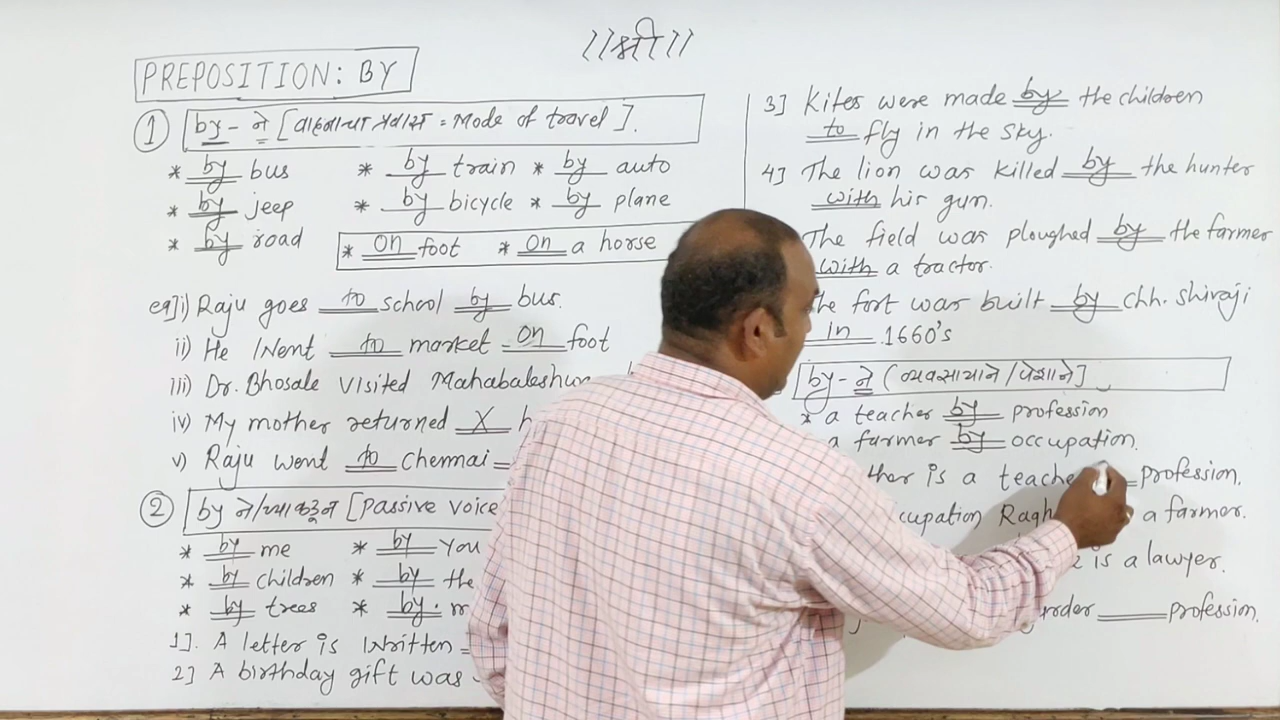 ॥श्री॥
PREPOSITION: BY
① by - ने [वाहनाचा प्रवास = Mode of travel].
* by bus * by train * by auto
* by jeep * by bicycle * by plane
* by road * on foot * on a horse
eg] i) Raju goes to school by bus.
ii) He went to market on foot
iii) Dr. Bhosale visited
iv) My mother returned X
v) Raju went to Chennai
② by ने/च्याकडून [Passive voice
* by me * by you
* by children * by the
* by trees * by
1]. A letter is written
2] A birthday gift was
3] Kites were made by the children
to fly in the sky.
4] The lion was killed by the hunter
with his gun.
The field was ploughed by the farmer
with a tractor.
fort was built by chh. Shivaji
in 1660's
by - ने (व्यवसायाने/पेशाने]
* a teacher by profession
a farmer by occupation.
is a profession.
a farmer.
is a lawyer.
profession.